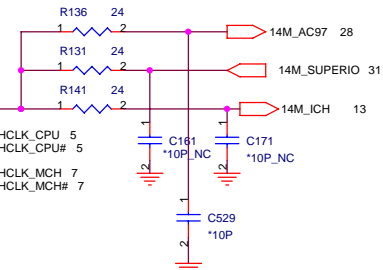 R136 24
1 2
14M_AC97 28
R131 24
1 2
14M_SUPERIO 31
R141 24
1 2
14M_ICH 13
HCLK_CPU 5
HCLK_CPU# 5
HCLK_MCH 7
HCLK_MCH# 7
1 1
C161 C171
*10P_NC *10P_NC
2 2
1
C529
*10P
2